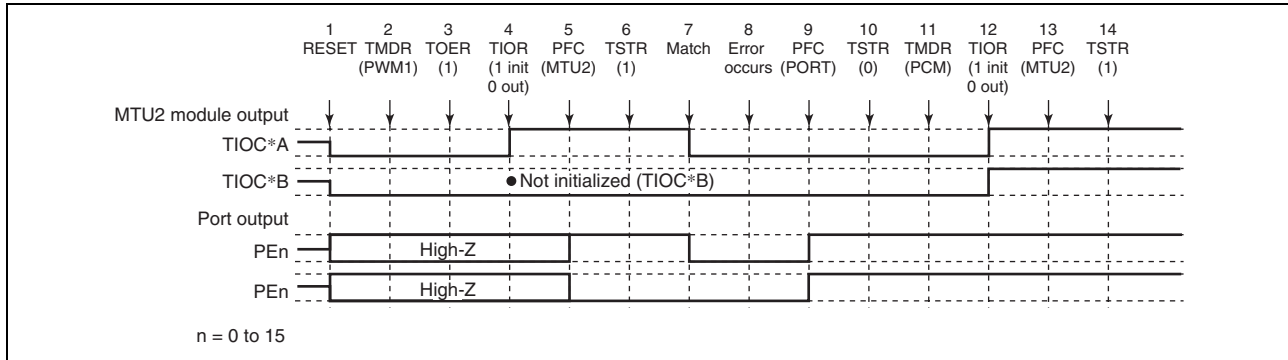 1 2 3 4 5 6 7 8 9 10 11 12 13 14
RESET TMDR TOER TIOR PFC TSTR Match Error PFC TSTR TMDR TIOR PFC TSTR
(PWM1) (1) (1 init (MTU2) (1) occurs (PORT) (0) (PCM) (1 init (MTU2) (1)
0 out) 0 out)
MTU2 module output
TIOC*A
TIOC*B
● Not initialized (TIOC*B)
Port output
PEn
High-Z
PEn
High-Z
n = 0 to 15